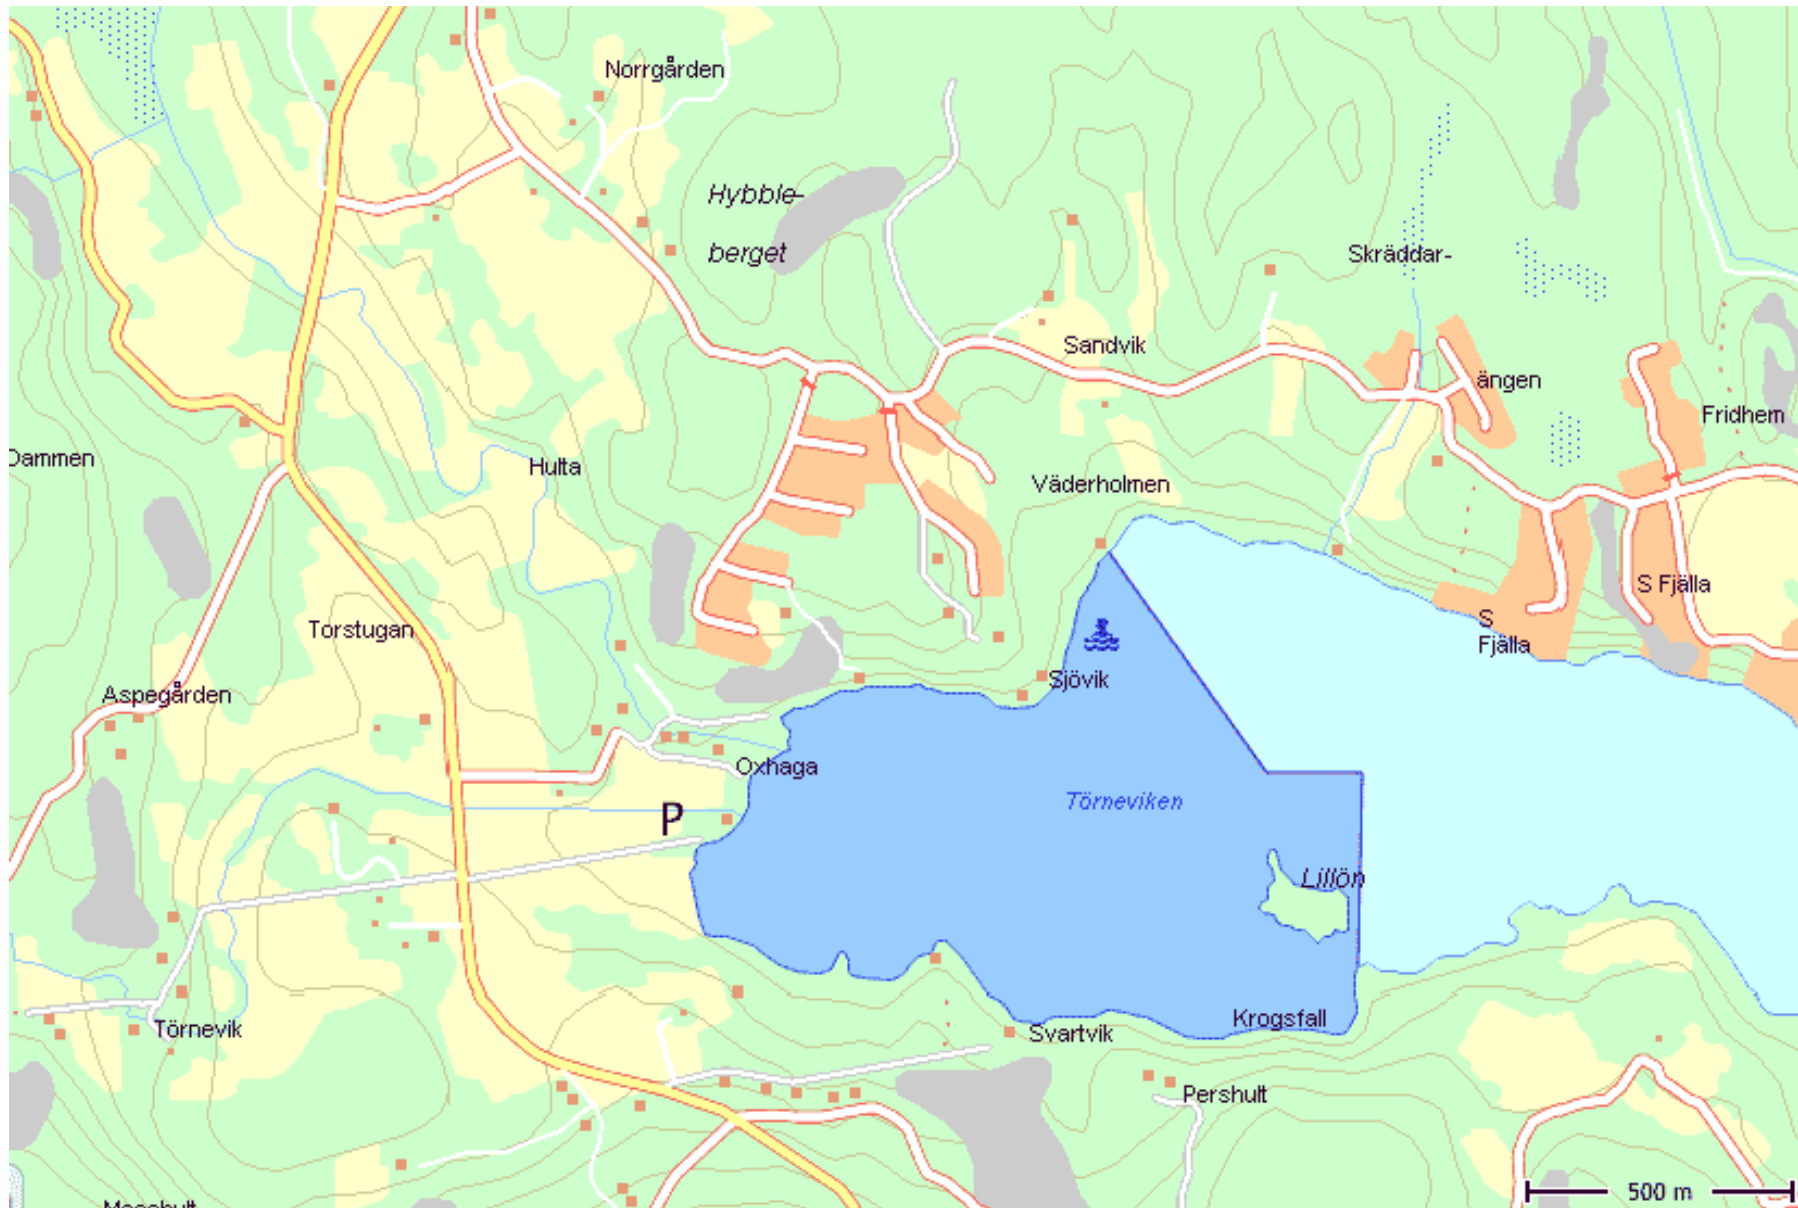 Norrgården
Hybble-
berget
Skräddar-
Sandvik
ängen
Fridhem
Dammen
Hulta
Väderholmen
S Fjälla
Torstugan
S
Fjälla
Sjövik
Aspegården
Oxhaga
Törneviken
P
Lillön
Krogsfall
Törnevik
Svartvik
Pershult
500 m